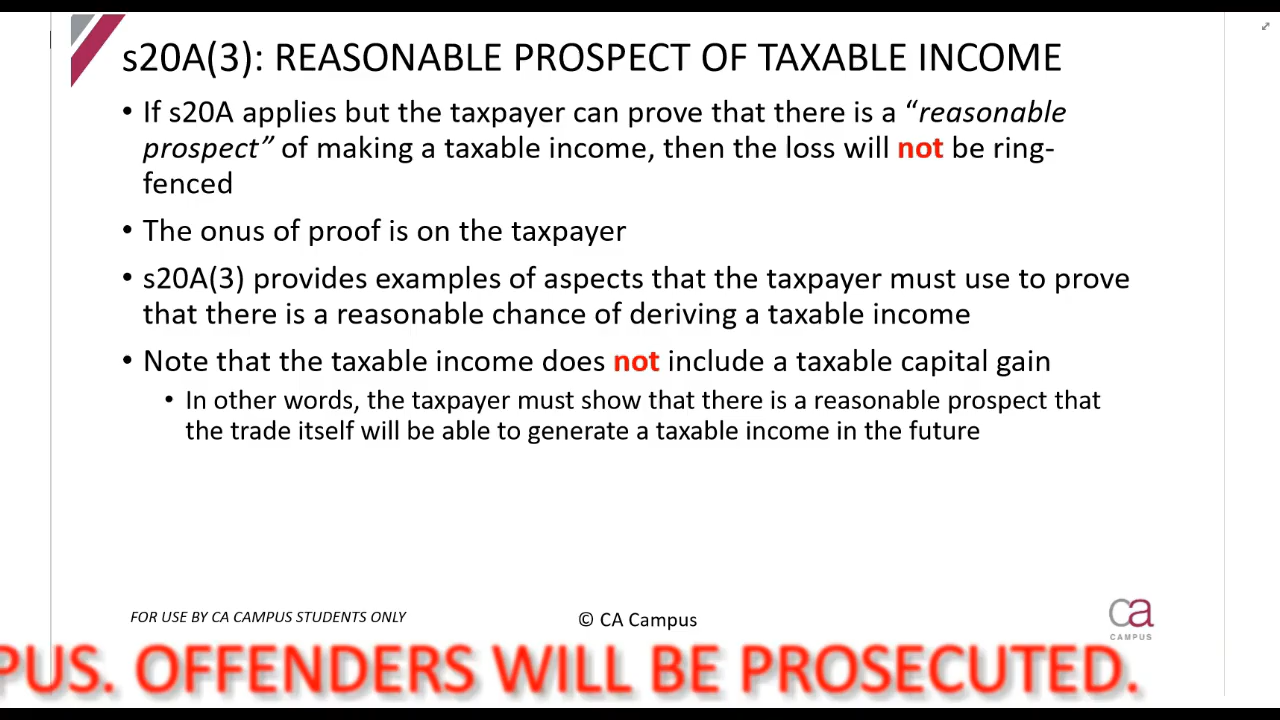 s20A(3): REASONABLE PROSPECT OF TAXABLE INCOME
• If s20A applies but the taxpayer can prove that there is a “reasonable
prospect” of making a taxable income, then the loss will not be ring-
fenced
• The onus of proof is on the taxpayer
• s20A(3) provides examples of aspects that the taxpayer must use to prove
that there is a reasonable chance of deriving a taxable income
• Note that the taxable income does not include a taxable capital gain
• In other words, the taxpayer must show that there is a reasonable prospect that
the trade itself will be able to generate a taxable income in the future
FOR USE BY CA CAMPUS STUDENTS ONLY
© CA Campus
ca
CAMPUS
PUS. OFFENDERS WILL BE PROSECUTED.